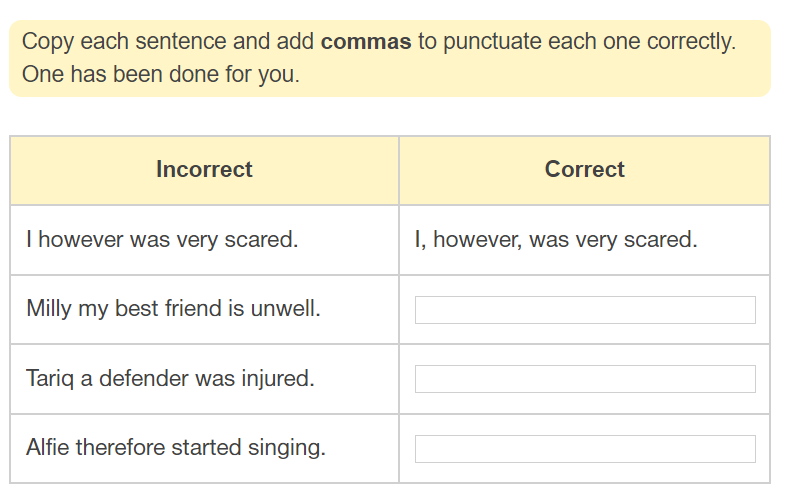 Copy each sentence and add commas to punctuate each one correctly.
One has been done for you.
Incorrect
Correct
I however was very scared.
I, however, was very scared.
Milly my best friend is unwell.
Tariq a defender was injured.
Alfie therefore started singing.